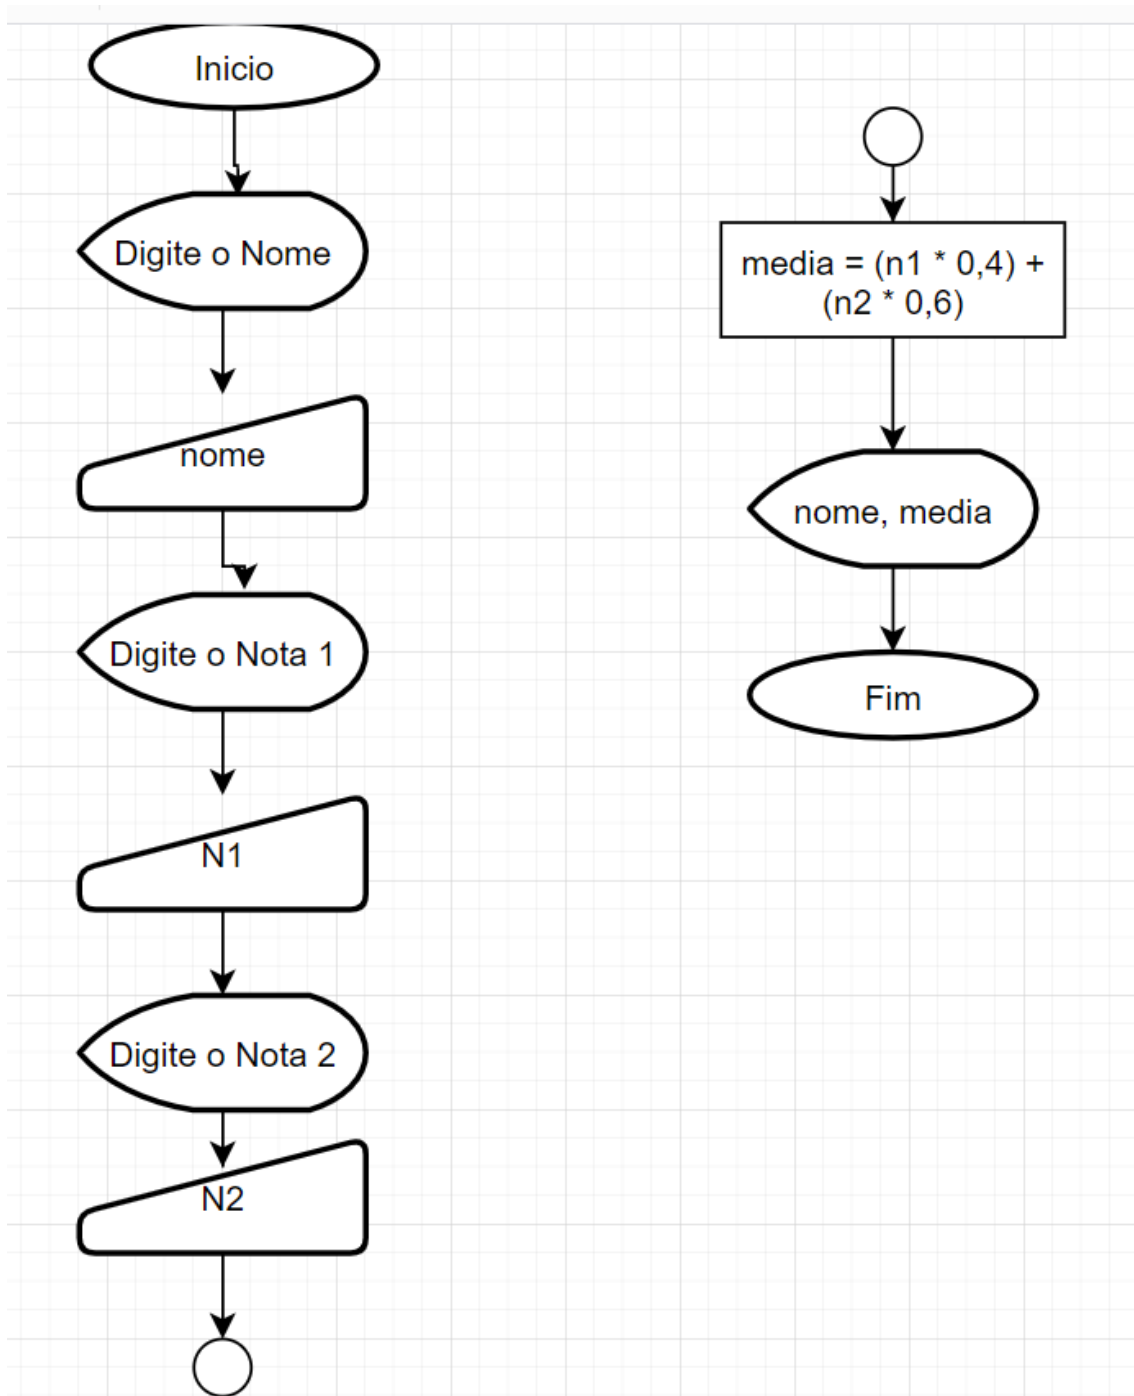 Inicio
Digite o Nome
nome
Digite o Nota 1
N1
Digite o Nota 2
N2
media = (n1 * 0,4) +
(n2 * 0,6)
nome, media
Fim